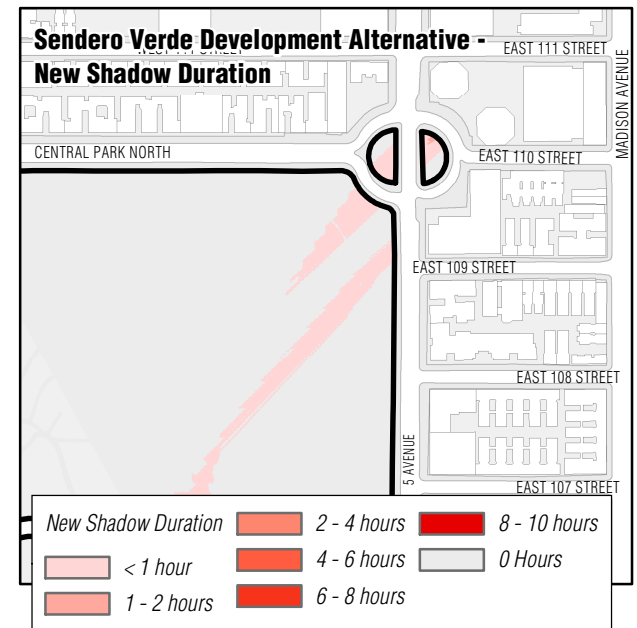 Sendero Verde Development Alternative -
New Shadow Duration
EAST 111 STREET
MADISON AVENUE
CENTRAL PARK NORTH
EAST 110 STREET
EAST 109 STREET
EAST 108 STREET
5 AVENUE
EAST 107 STREET
New Shadow Duration
< 1 hour
1 - 2 hours
2 - 4 hours
4 - 6 hours
6 - 8 hours
8 - 10 hours
0 Hours